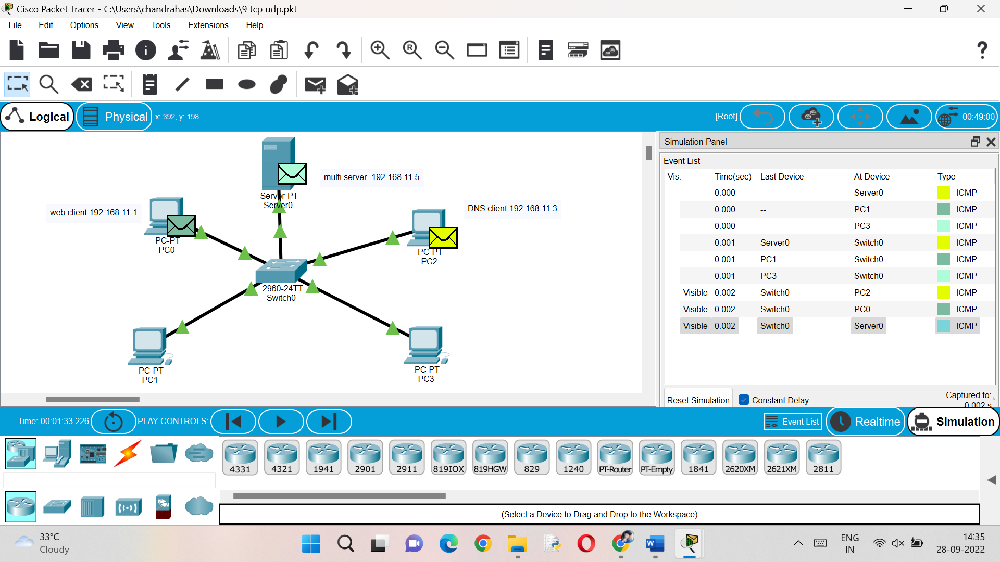 Cisco Packet Tracer - C:\Users\chandrahas\Downloads\9 tcp udp.pkt
File Edit Options View Tools Extensions Help
Logical Physical x: 392, y: 198 [Root] 00:49:00
Simulation Panel
Event List
Vis. Time(sec) Last Device At Device Type
0.000 -- Server0 ICMP
0.000 -- PC1 ICMP
0.000 -- PC3 ICMP
0.001 Server0 Switch0 ICMP
0.001 PC1 Switch0 ICMP
0.001 PC3 Switch0 ICMP
Visible 0.002 Switch0 PC2 ICMP
Visible 0.002 Switch0 PC0 ICMP
Visible 0.002 Switch0 Server0 ICMP
Reset Simulation Constant Delay
Captured to:
0.002 s
multi server 192.168.11.5
Server-PT
Server0
web client 192.168.11.1
DNS client 192.168.11.3
PC-PT
PC0
PC-PT
PC2
2960-24TT
Switch0
PC-PT
PC1
PC-PT
PC3
Time: 00:01:33.226 PLAY CONTROLS: Event List Realtime Simulation
4331 4321 1941 2901 2911 819IOX 819HGW 829 1240 PT-Router PT-Empty 1841 2620XM 2621XM 2811
(Select a Device to Drag and Drop to the Workspace)
33°C
Cloudy
ENG
IN
14:35
28-09-2022